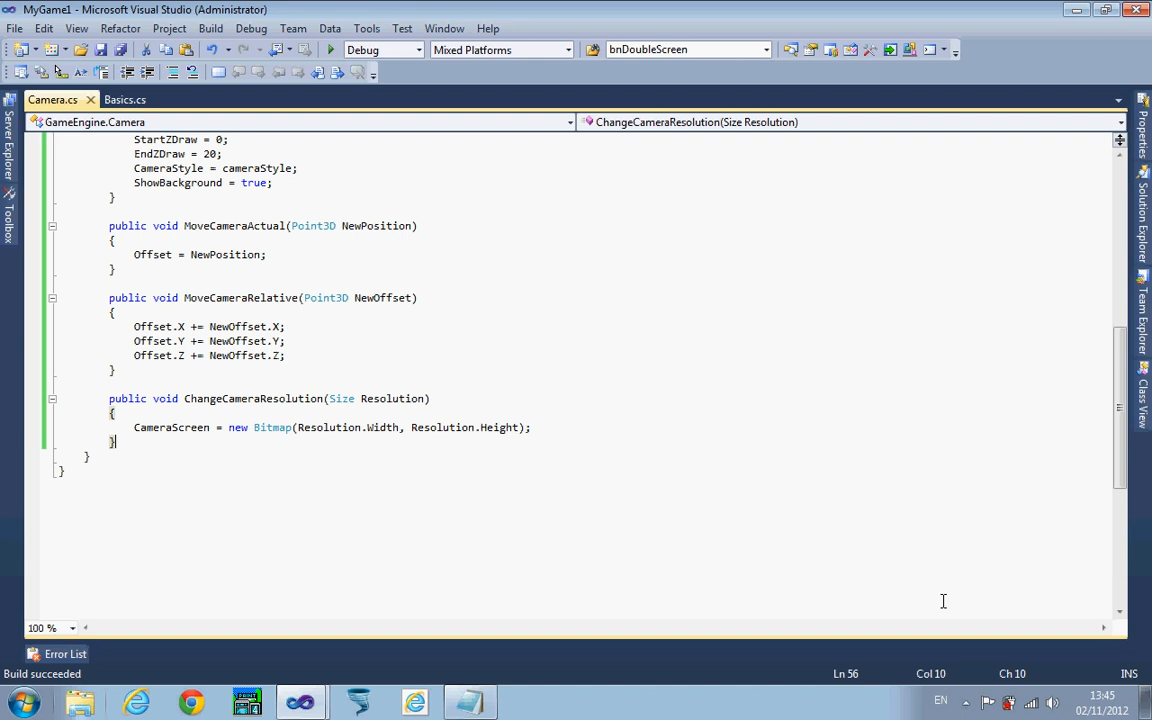 MyGame1 - Microsoft Visual Studio (Administrator)
File Edit View Refactor Project Build Debug Team Data Tools Test Window Help
Debug Mixed Platforms bnDoubleScreen
Camera.cs Basics.cs
GameEngine.Camera ChangeCameraResolution(Size Resolution)
StartZDraw = 0;
EndZDraw = 20;
CameraStyle = cameraStyle;
ShowBackground = true;
}
public void MoveCameraActual(Point3D NewPosition)
{
Offset = NewPosition;
}
public void MoveCameraRelative(Point3D NewOffset)
{
Offset.X += NewOffset.X;
Offset.Y += NewOffset.Y;
Offset.Z += NewOffset.Z;
}
public void ChangeCameraResolution(Size Resolution)
{
CameraScreen = new Bitmap(Resolution.Width, Resolution.Height);
}
}
}
Server Explorer
Toolbox
Properties
Solution Explorer
Team Explorer
Class View
100 %
Error List
Build succeeded Ln 56 Col 10 Ch 10 INS
EN 13:45
02/11/2012